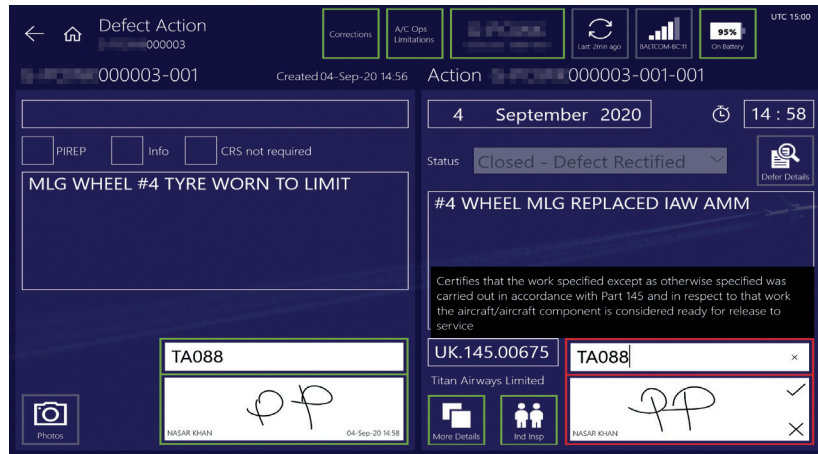 Defect Action
000003
Corrections
A/C Ops
Limitations
Last: 2min ago
BALTCOM-BC11
95%
On Battery
UTC 15:00
000003-001
Created 04-Sep-20 14:56
Action
000003-001-001
PIREP
Info
CRS not required
MLG WHEEL #4 TYRE WORN TO LIMIT
TA088
NASAR KHAN
04-Sep-20 14:58
Photos
4 September 2020
14 : 58
Status
Closed - Defect Rectified
Defer Details
#4 WHEEL MLG REPLACED IAW AMM
Certifies that the work specified except as otherwise specified was
carried out in accordance with Part 145 and in respect to that work
the aircraft/aircraft component is considered ready for release to
service
UK.145.00675
TA088
Titan Airways Limited
More Details
Ind Insp
NASAR KHAN